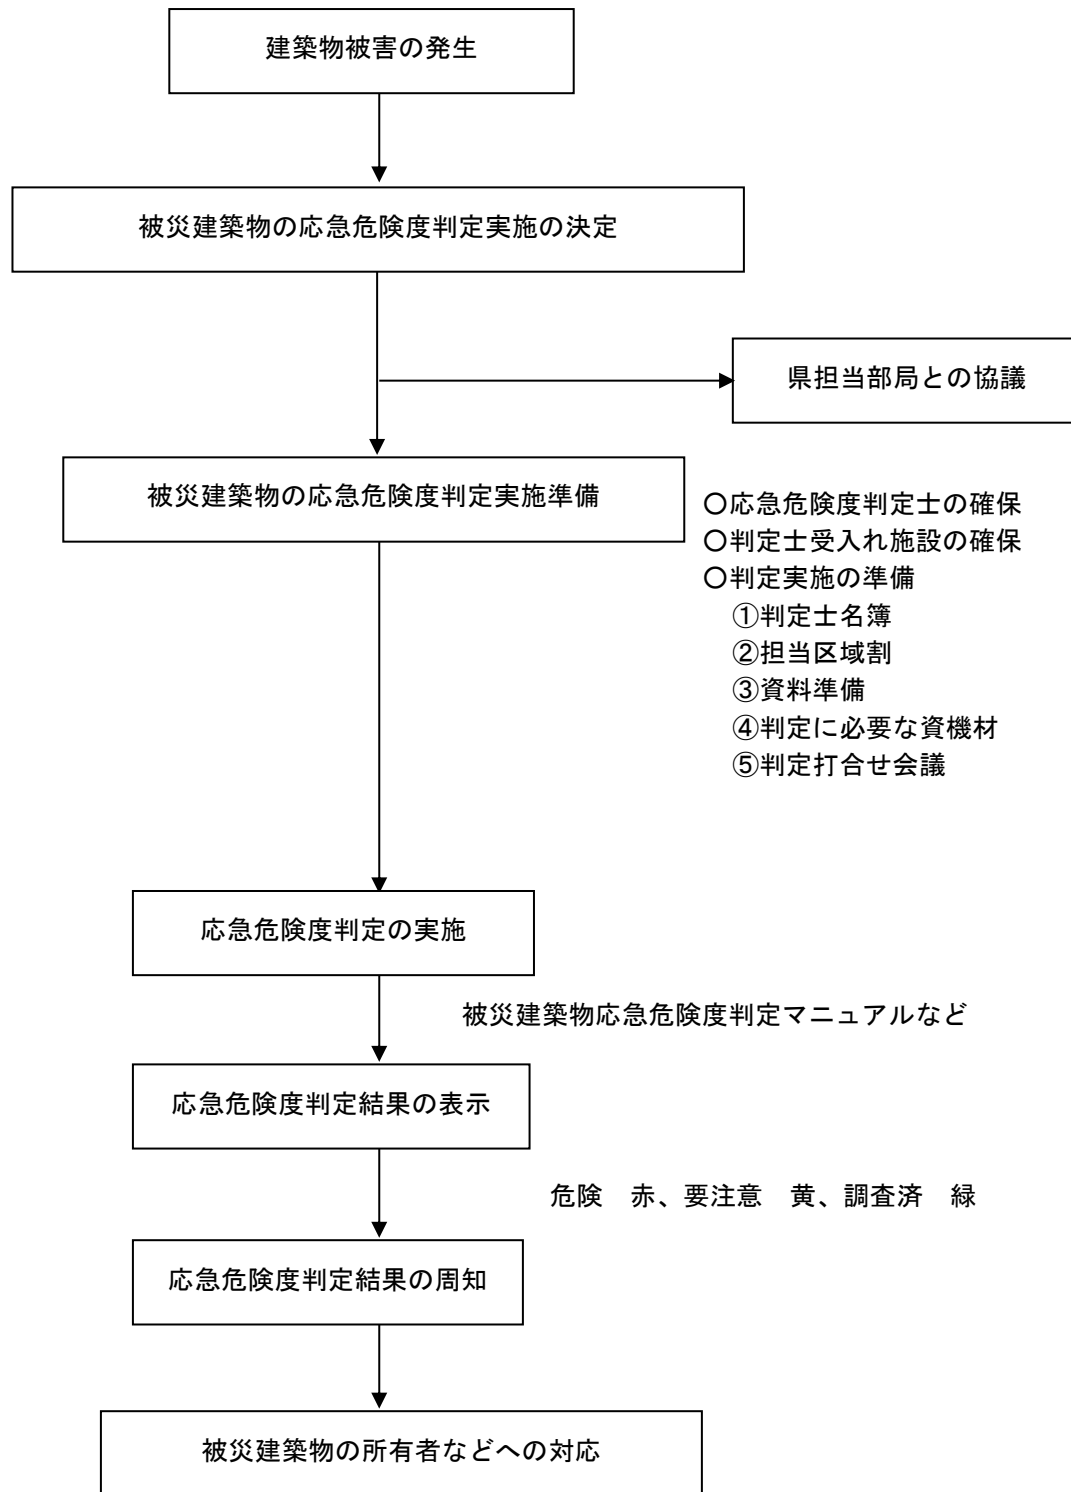 建築物被害の発生
被災建築物の応急危険度判定実施の決定
県担当部局との協議
被災建築物の応急危険度判定実施準備
〇応急危険度判定士の確保
〇判定士受入れ施設の確保
〇判定実施の準備
①判定士名簿
②担当区域割
③資料準備
④判定に必要な資機材
⑤判定打合せ会議
応急危険度判定の実施
被災建築物応急危険度判定マニュアルなど
応急危険度判定結果の表示
危険　赤、要注意　黄、調査済　緑
応急危険度判定結果の周知
被災建築物の所有者などへの対応